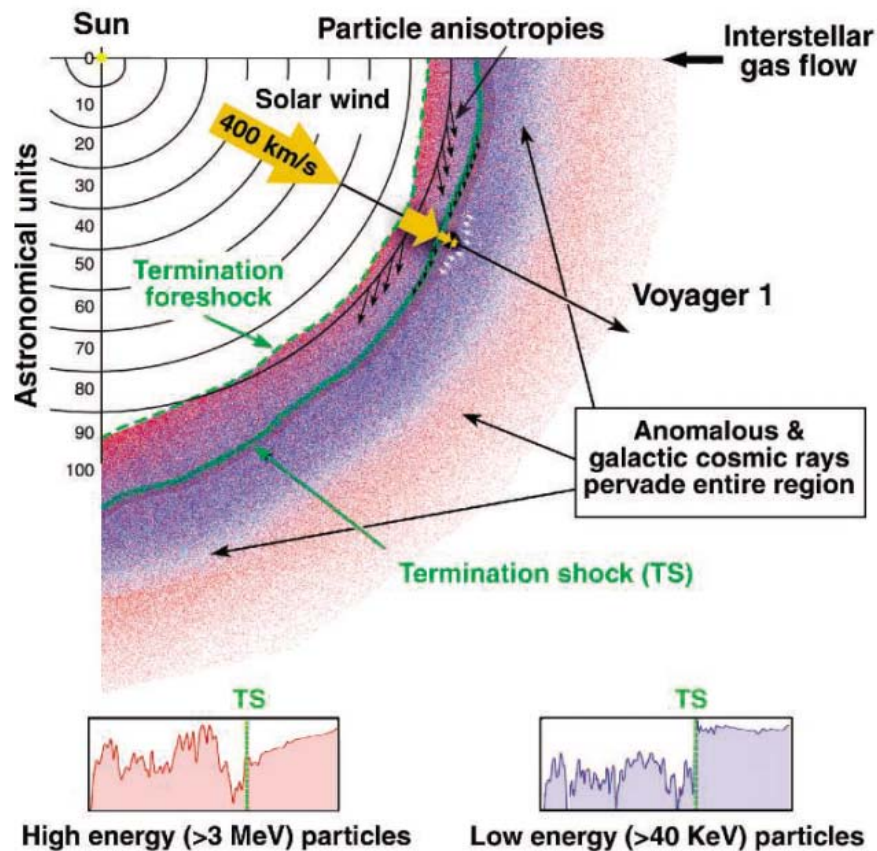 Sun
Particle anisotropies
Interstellar
gas flow
Solar wind
400 km/s
Astronomical units
0
10
20
30
40
50
60
70
80
90
100
Termination
foreshock
Voyager 1
Anomalous &
galactic cosmic rays
pervade entire region
Termination shock (TS)
TS
High energy (>3 MeV) particles
TS
Low energy (>40 KeV) particles